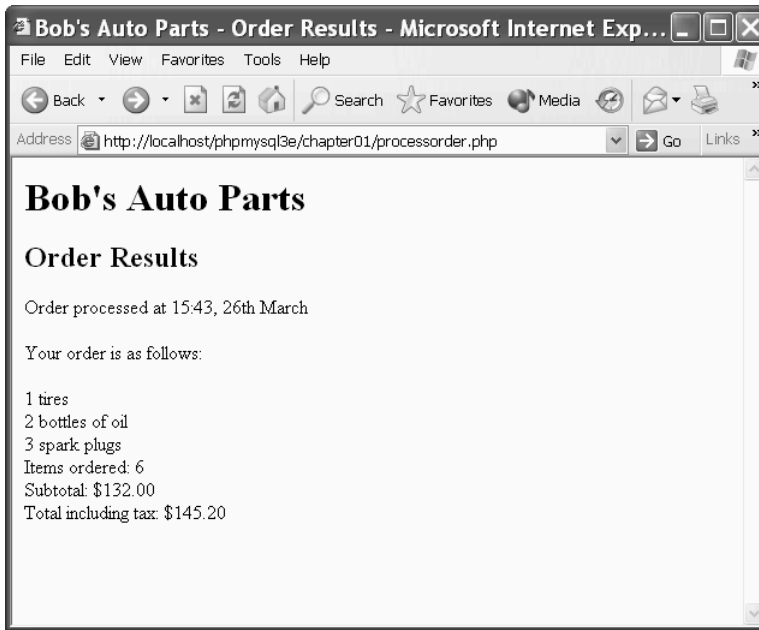 Bob's Auto Parts - Order Results - Microsoft Internet Exp...
File Edit View Favorites Tools Help
Back Search Favorites Media
Address http://localhost/phpmysql3e/chapter01/processorder.php Go Links
Bob's Auto Parts
Order Results
Order processed at 15:43, 26th March
Your order is as follows:
1 tires
2 bottles of oil
3 spark plugs
Items ordered: 6
Subtotal: $132.00
Total including tax: $145.20